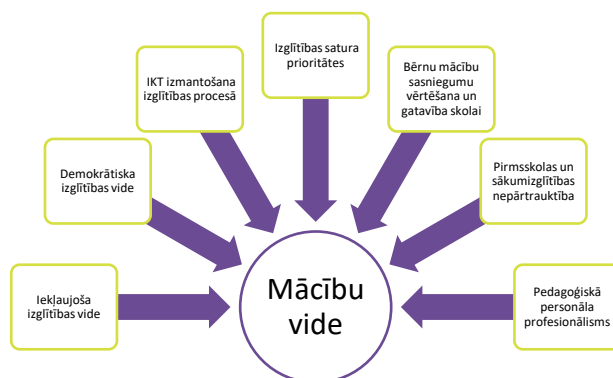 Izglītības satura
prioritātes
IKT izmantošana
izglītības procesā
Bērnu mācību
sasniegumu
vērtēšana un
gatavība skolai
Demokrātiska
izglītības vide
Pirmsskolas un
sākumizglītības
nepārtrauktība
Iekļaujoša
izglītības vide
Mācību
vide
Pedagoģiskā
personāla
profesionālisms